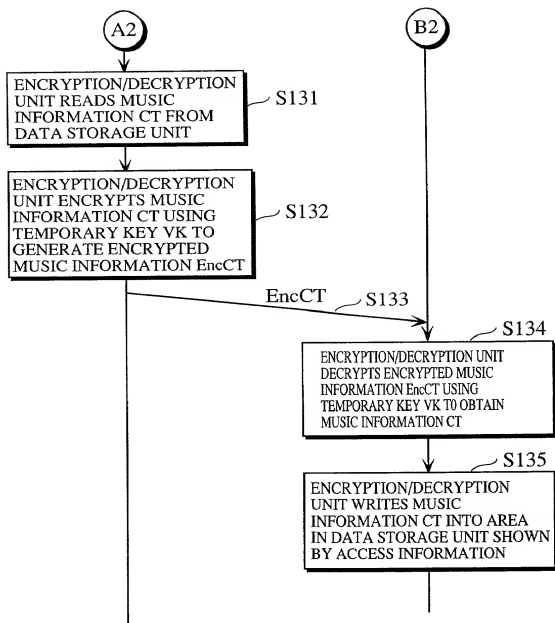 A2
B2
ENCRYPTION/DECRYPTION
UNIT READS MUSIC
INFORMATION CT FROM
DATA STORAGE UNIT
S131
ENCRYPTION/DECRYPTION
UNIT ENCRYPTS MUSIC
INFORMATION CT USING
TEMPORARY KEY VK TO
GENERATE ENCRYPTED
MUSIC INFORMATION EncCT
S132
EncCT
S133
S134
ENCRYPTION/DECRYPTION UNIT
DECRYPTS ENCRYPTED MUSIC
INFORMATION EncCT USING
TEMPORARY KEY VK T0 OBTAIN
MUSIC INFORMATION CT
S135
ENCRYPTION/DECRYPTION
UNIT WRITES MUSIC
INFORMATION CT INTO AREA
IN DATA STORAGE UNIT SHOWN
BY ACCESS INFORMATION